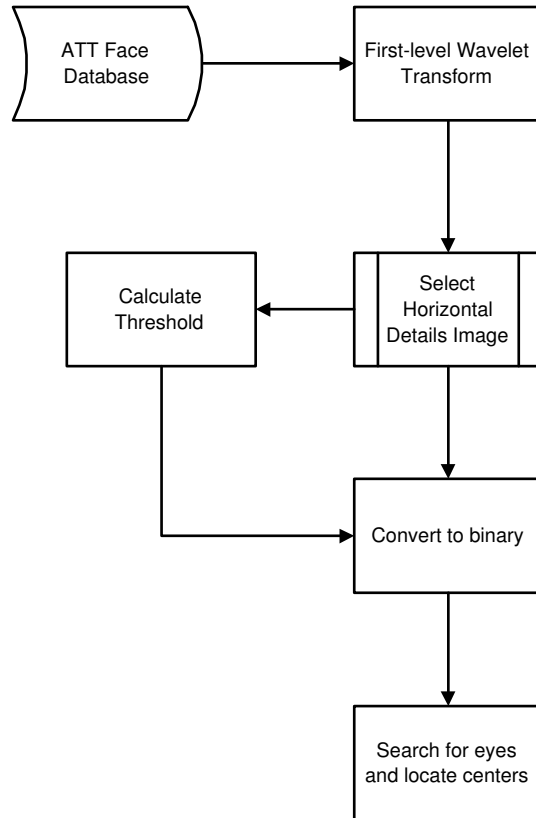 ATT Face
Database
First-level Wavelet
Transform
Calculate
Threshold
Select
Horizontal
Details Image
Convert to binary
Search for eyes
and locate centers